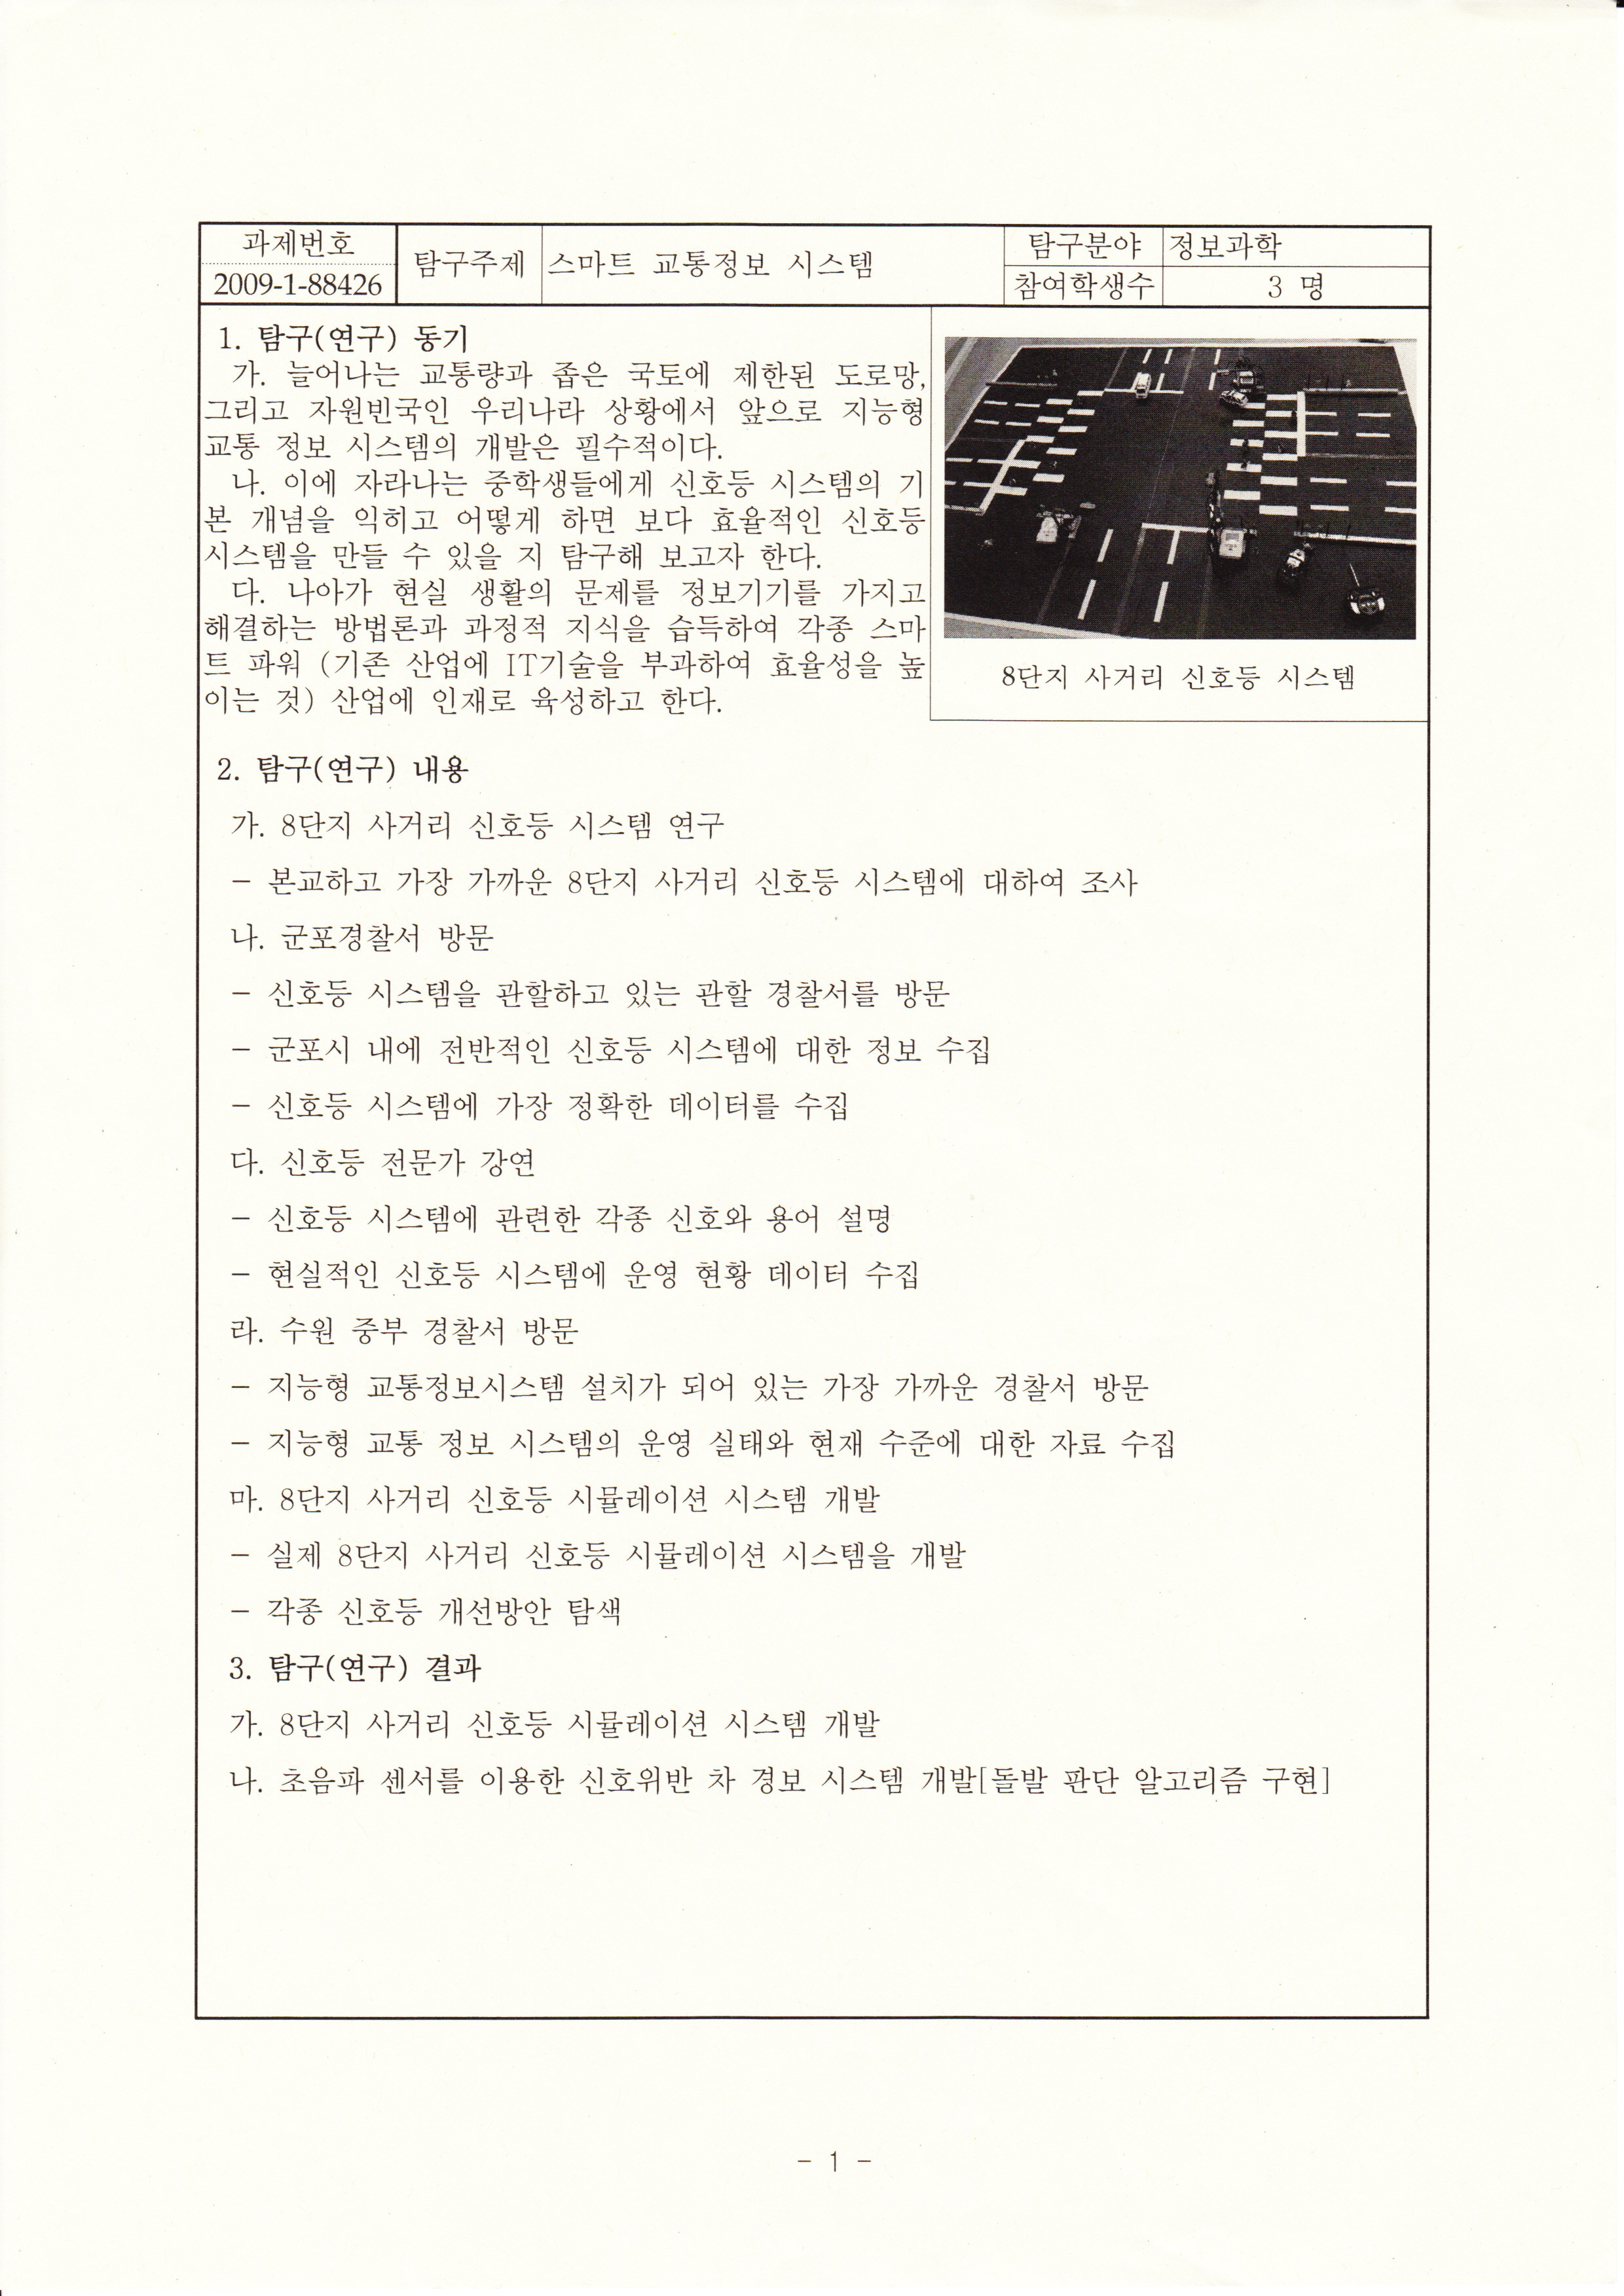 과제번호
2009-1-88426
탐구주제
스마트 교통정보 시스템
탐구분야
정보과학
참여학생수
3 명
1. 탐구(연구) 동기
가. 늘어나는 교통량과 좁은 국토에 제한된 도로망,
그리고 자원빈국인 우리나라 상황에서 앞으로 지능형
교통 정보 시스템의 개발은 필수적이다.
나. 이에 자라나는 중학생들에게 신호등 시스템의 기
본 개념을 익히고 어떻게 하면 보다 효율적인 신호등
시스템을 만들 수 있을 지 탐구해 보고자 한다.
다. 나아가 현실 생활의 문제를 정보기기를 가지고
해결하는 방법론과 과정적 지식을 습득하여 각종 스마
트 파워 (기존 산업에 IT기술을 부과하여 효율성을 높
이는 것) 산업에 인재로 육성하고 한다.
8단지 사거리 신호등 시스템
2. 탐구(연구) 내용
가. 8단지 사거리 신호등 시스템 연구
- 본교하고 가장 가까운 8단지 사거리 신호등 시스템에 대하여 조사
나. 군포경찰서 방문
- 신호등 시스템을 관할하고 있는 관할 경찰서를 방문
- 군포시 내에 전반적인 신호등 시스템에 대한 정보 수집
- 신호등 시스템에 가장 정확한 데이터를 수집
다. 신호등 전문가 강연
- 신호등 시스템에 관련한 각종 신호와 용어 설명
- 현실적인 신호등 시스템에 운영 현황 데이터 수집
라. 수원 중부 경찰서 방문
- 지능형 교통정보시스템 설치가 되어 있는 가장 가까운 경찰서 방문
- 지능형 교통 정보 시스템의 운영 실태와 현재 수준에 대한 자료 수집
마. 8단지 사거리 신호등 시뮬레이션 시스템 개발
- 실제 8단지 사거리 신호등 시뮬레이션 시스템을 개발
- 각종 신호등 개선방안 탐색
3. 탐구(연구) 결과
가. 8단지 사거리 신호등 시뮬레이션 시스템 개발
나. 초음파 센서를 이용한 신호위반 차 경보 시스템 개발[돌발 판단 알고리즘 구현]
- 1 -